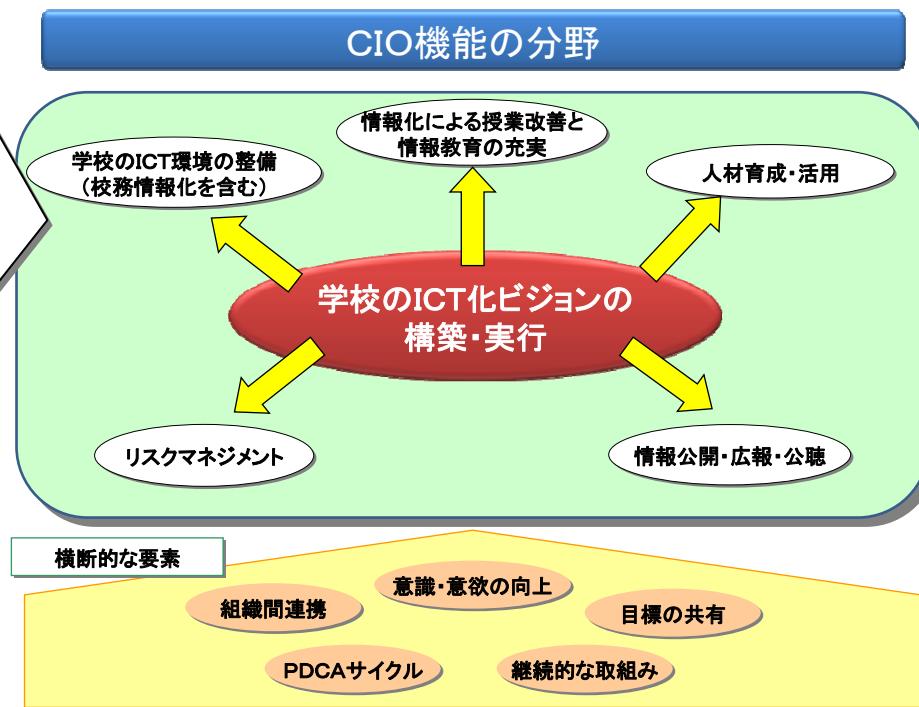 CIO機能の分野
情報化による授業改善と
情報教育の充実
学校のICT環境の整備
（校務情報化を含む）
人材育成・活用
学校のICT化ビジョンの
構築・実行
リスクマネジメント
情報公開・広報・公聴
横断的な要素
意識・意欲の向上
組織間連携
目標の共有
PDCAサイクル
継続的な取組み